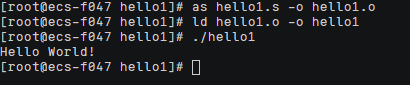 [root@ecs-f047 hello1]# as hello1.s -o hello1.o
[root@ecs-f047 hello1]# ld hello1.o -o hello1
[root@ecs-f047 hello1]# ./hello1
Hello World!
[root@ecs-f047 hello1]#